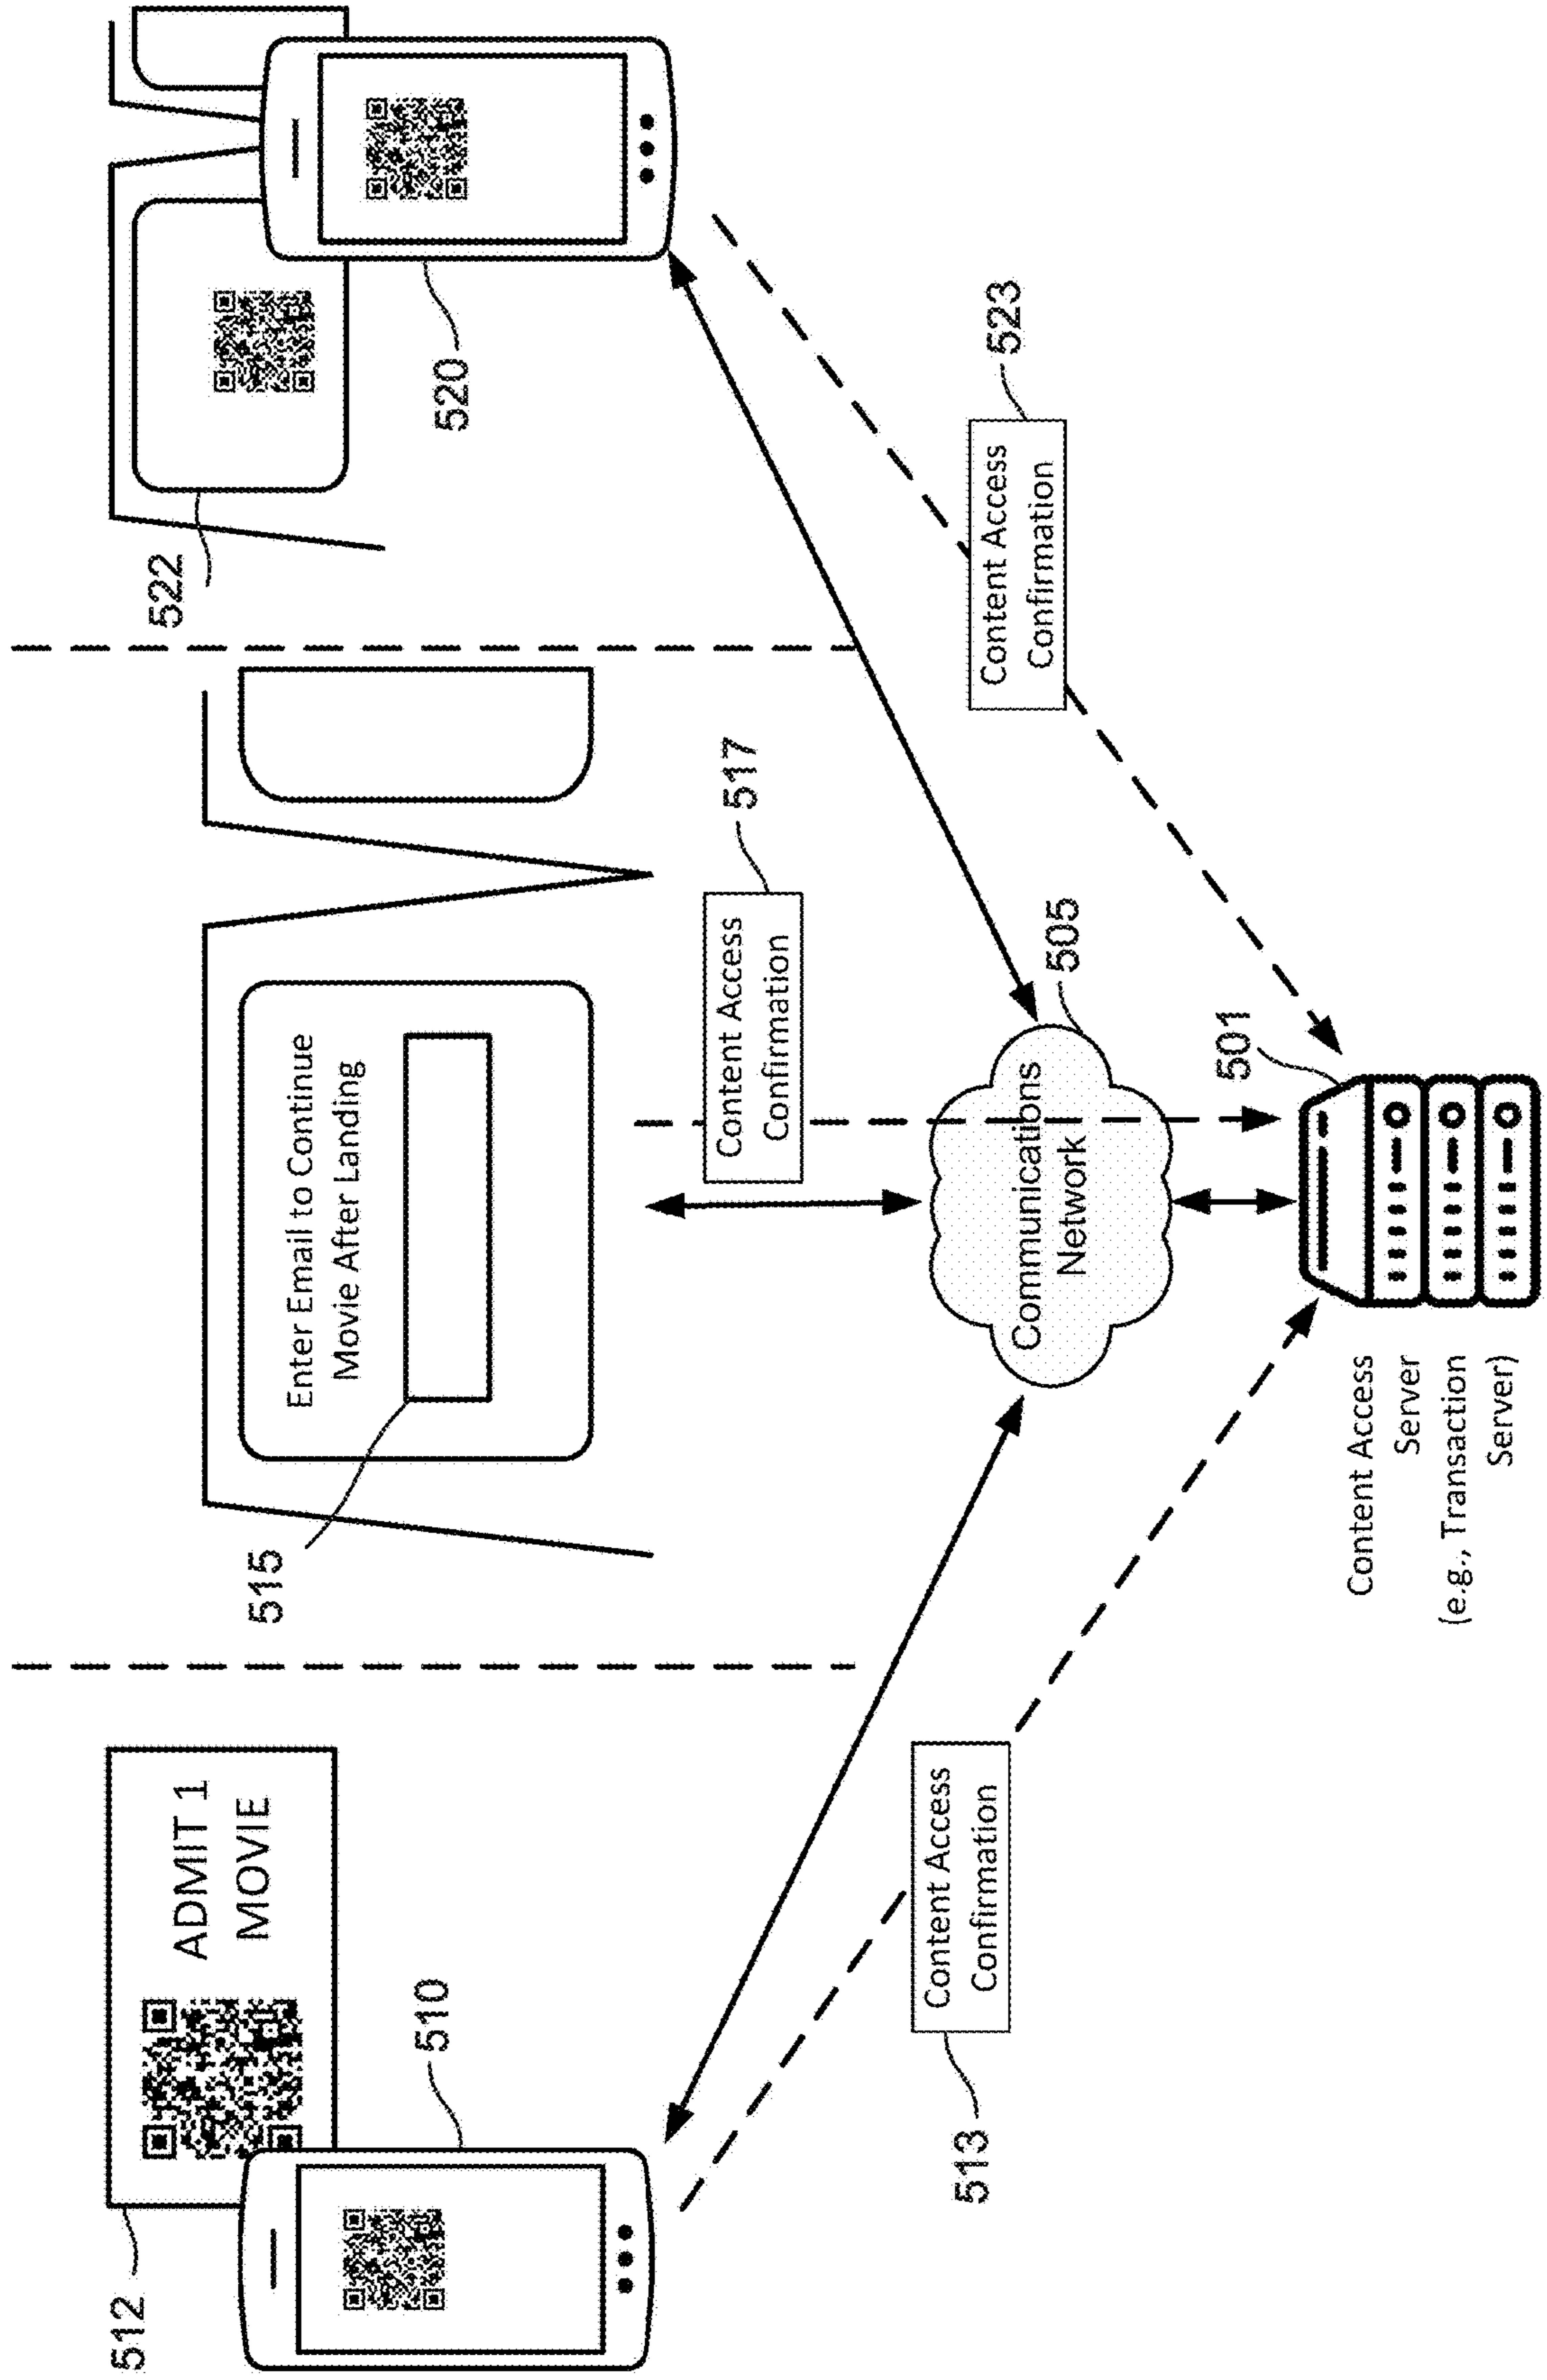 512
ADMIT 1
MOVIE
510
513
Content Access
Confirmation
515
Enter Email to Continue
Movie After Landing
517
Content Access
Confirmation
522
520
523
Content Access
Confirmation
505
Communications
Network
501
Content Access
Server
(e.g., Transaction
Server)